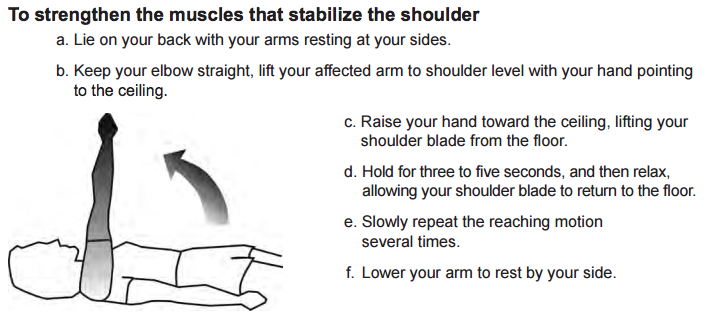 To strengthen the muscles that stabilize the shoulder
a. Lie on your back with your arms resting at your sides.
b. Keep your elbow straight, lift your affected arm to shoulder level with your hand pointing
to the ceiling.
c. Raise your hand toward the ceiling, lifting your
shoulder blade from the floor.
d. Hold for three to five seconds, and then relax,
allowing your shoulder blade to return to the floor.
e. Slowly repeat the reaching motion
several times.
f. Lower your arm to rest by your side.